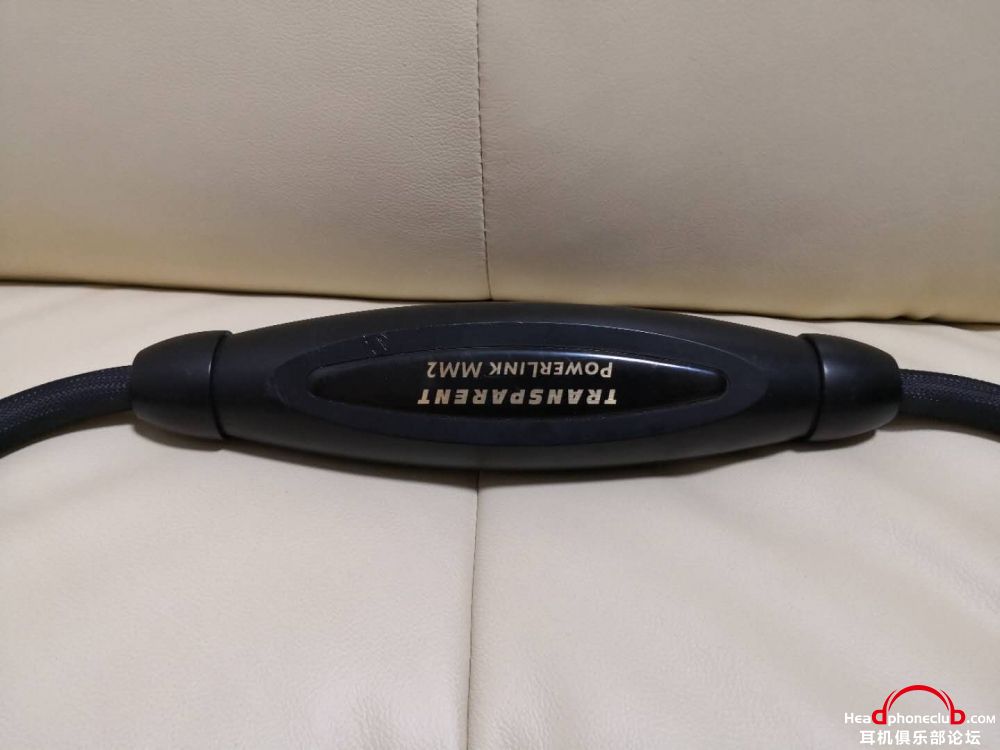 TRANSPARENT
POWERLINK MM2
Headphoneclub.com
耳机俱乐部论坛